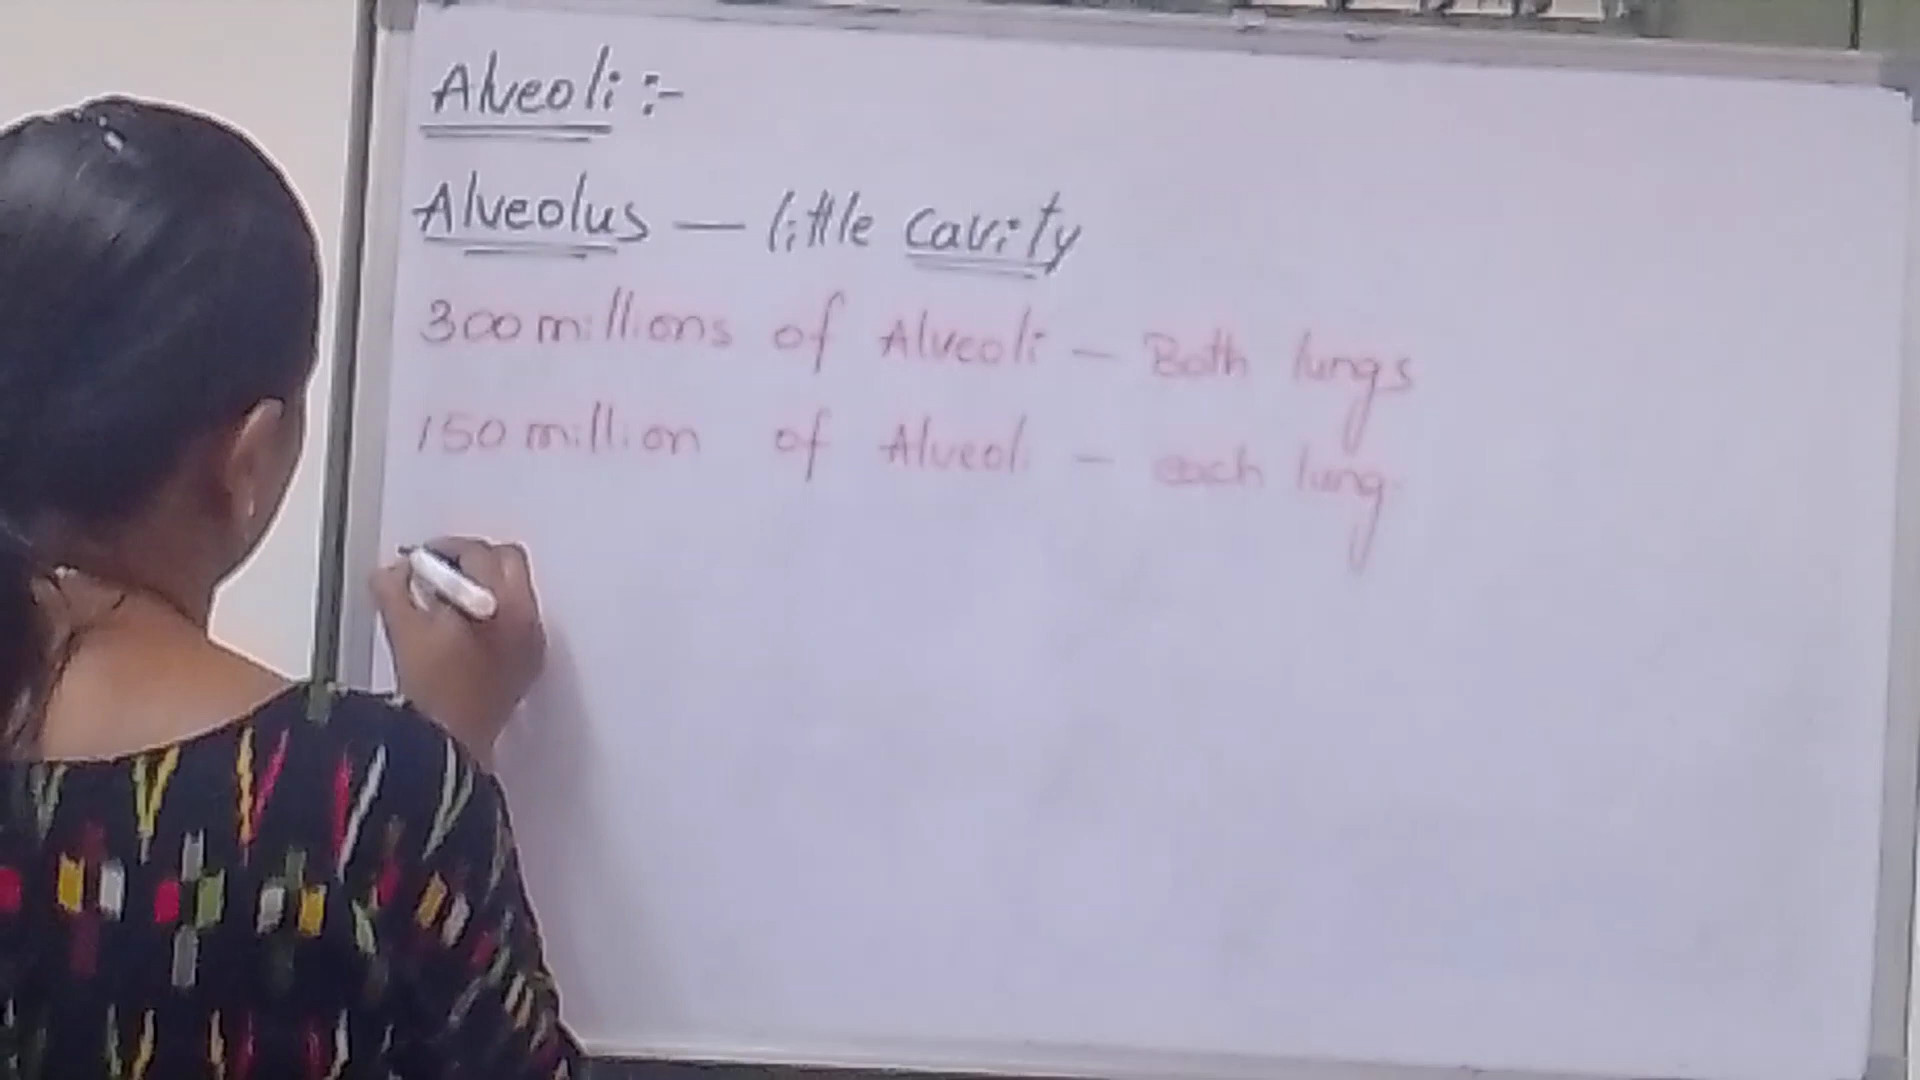 Alveoli :-
Alveolus — little cavity
300 millions of Alveoli - Both lungs
150 million of Alveoli - each lung.